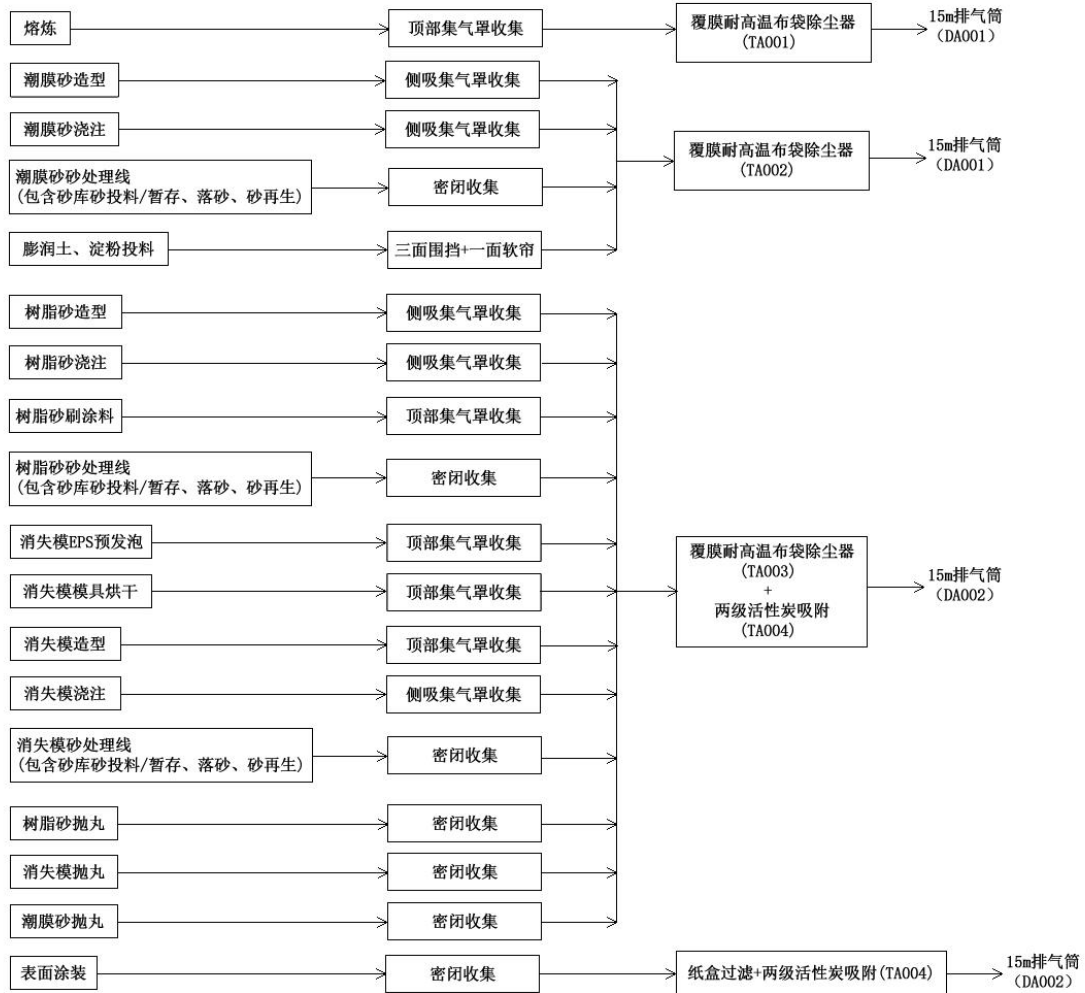 熔炼
顶部集气罩收集
覆膜耐高温布袋除尘器
(TA001)
15m排气筒
（DA001）
潮膜砂造型
侧吸集气罩收集
潮膜砂浇注
侧吸集气罩收集
覆膜耐高温布袋除尘器
(TA002)
15m排气筒
（DA001）
潮膜砂砂处理线
(包含砂库砂投料/暂存、落砂、砂再生)
密闭收集
膨润土、淀粉投料
三面围挡+一面软帘
树脂砂造型
侧吸集气罩收集
树脂砂浇注
侧吸集气罩收集
树脂砂刷涂料
顶部集气罩收集
树脂砂砂处理线
(包含砂库砂投料/暂存、落砂、砂再生)
密闭收集
消失模EPS预发泡
顶部集气罩收集
消失模模具烘干
顶部集气罩收集
覆膜耐高温布袋除尘器
(TA003)
+
两级活性炭吸附
(TA004)
15m排气筒
（DA002）
消失模造型
顶部集气罩收集
消失模浇注
侧吸集气罩收集
消失模砂处理线
(包含砂库砂投料/暂存、落砂、砂再生)
密闭收集
树脂砂抛丸
密闭收集
消失模抛丸
密闭收集
潮膜砂抛丸
密闭收集
表面涂装
密闭收集
纸盒过滤+两级活性炭吸附(TA004)
15m排气筒
（DA002）